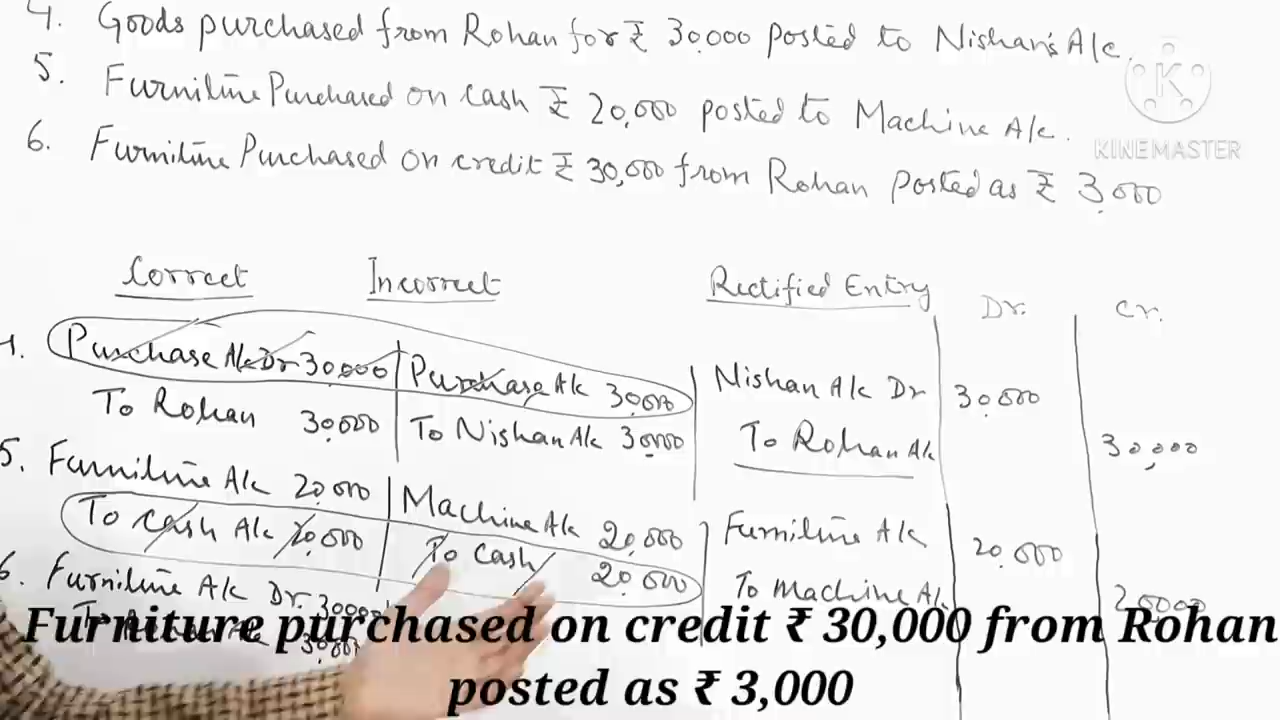 4. Goods purchased from Rohan for ₹ 30,000 posted to Nishan's A/c.
5. Furniture Purchased on cash ₹ 20,000 posted to Machine A/c.
6. Furniture Purchased on credit ₹ 30,000 from Rohan posted as ₹ 3,000
KINEMASTER
Correct Incorrect Rectified Entry Dr. Cr.
4. Purchase A/c Dr 30,000 Purchase A/c 30,000 Nishan A/c Dr 30,000
To Rohan 30,000 To Nishan A/c 30,000 To Rohan A/c 30,000
5. Furniture A/c 20,000 Machine A/c 20,000 Furniture A/c 20,000
To cash A/c 20,000 To cash 20,000 To Machine A/c 20,000
6. Furniture A/c Dr. 30,000
30,000
Furniture purchased on credit ₹ 30,000 from Rohan
posted as ₹ 3,000